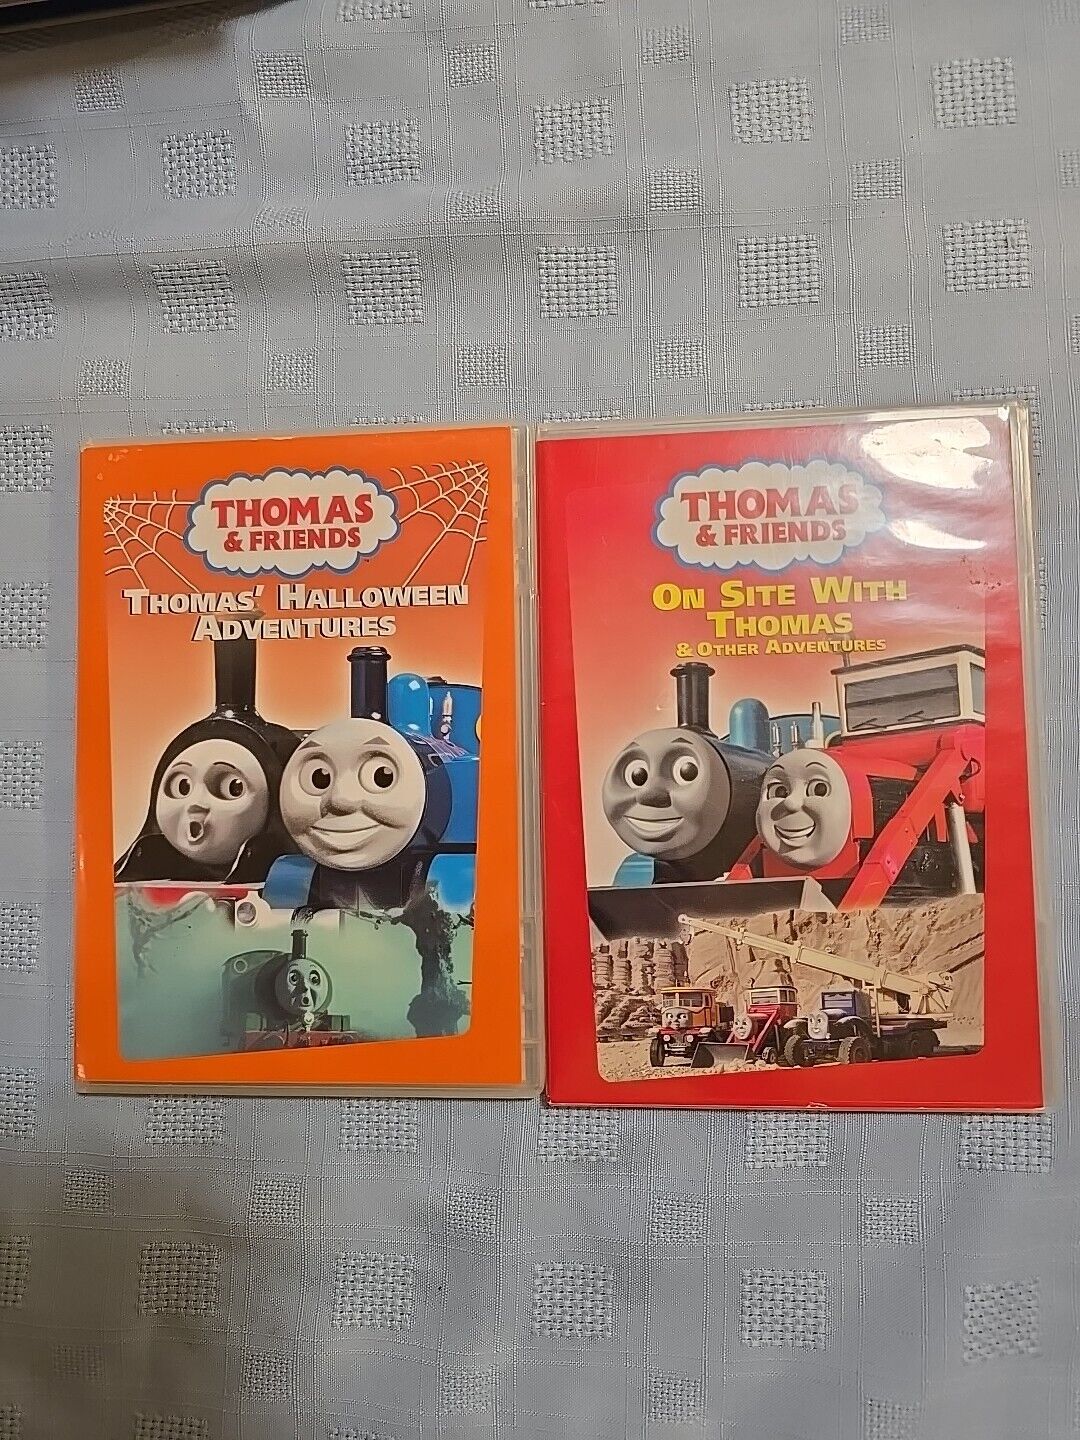 THOMAS
& FRIENDS
THOMAS' HALLOWEEN
ADVENTURES
THOMAS
& FRIENDS
ON SITE WITH
THOMAS
& OTHER ADVENTURES